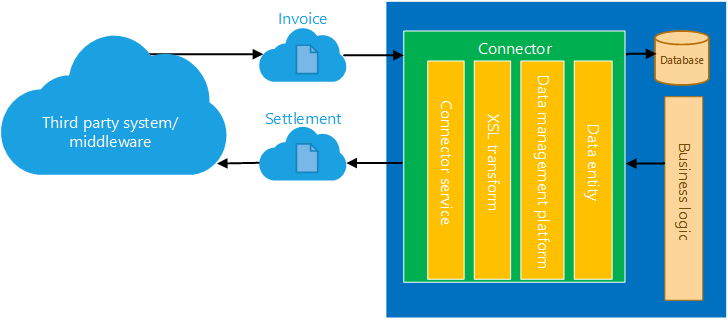 Invoice
Third party system/
middleware
Settlement
Connector
Connector service
XSL transform
Data management platform
Data entity
Database
Business logic